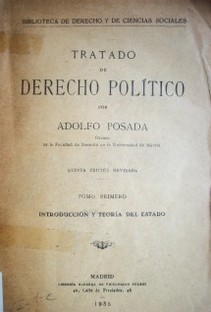 BIBLIOTECA DE DERECHO Y DE CIENCIAS SOCIALES
TRATADO
DE
DERECHO POLÍTICO
POR
ADOLFO POSADA
de la Facultad de Derecho en la Universidad de Madrid
QUINTA EDICIÓN REVISADA
TOMO PRIMERO
INTRODUCCIÓN Y TEORÍA DEL ESTADO
MADRID
LIBRERÍA GENERAL DE VICTORIANO SUÁREZ
Calle de Preciados,
1935